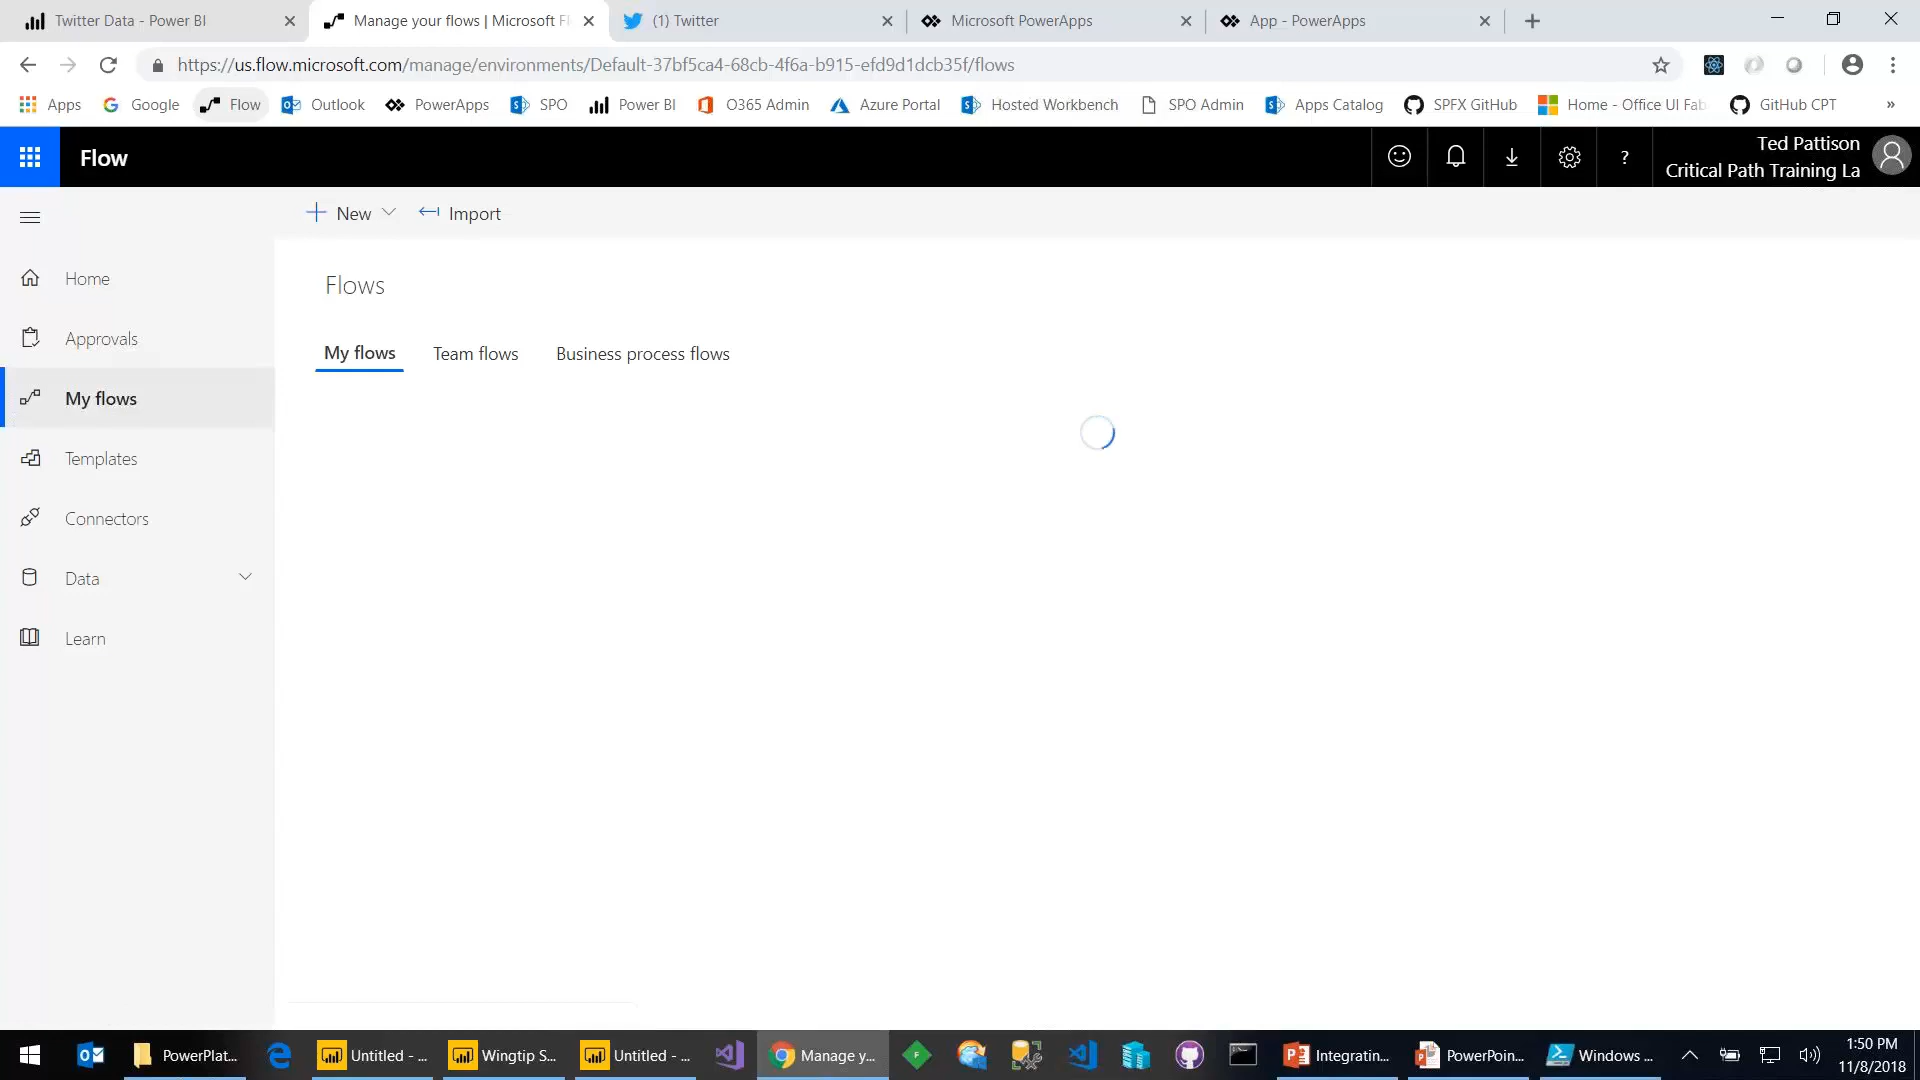 Twitter Data - Power BI
Manage your flows | Microsoft Fl
(1) Twitter
Microsoft PowerApps
App - PowerApps
https://us.flow.microsoft.com/manage/environments/Default-37bf5ca4-68cb-4f6a-b915-efd9d1dcb35f/flows
Apps
Google
Flow
Outlook
PowerApps
SPO
Power BI
O365 Admin
Azure Portal
Hosted Workbench
SPO Admin
Apps Catalog
SPFX GitHub
Home - Office UI Fab
GitHub CPT
»
Flow
?
Ted Pattison
Critical Path Training La
New
Import
Home
Approvals
My flows
Templates
Connectors
Data
Learn
Flows
My flows
Team flows
Business process flows
PowerPlat...
Untitled - ...
Wingtip S...
Untitled - ...
Manage y...
Integratin...
PowerPoin...
Windows ...
1:50 PM
11/8/2018